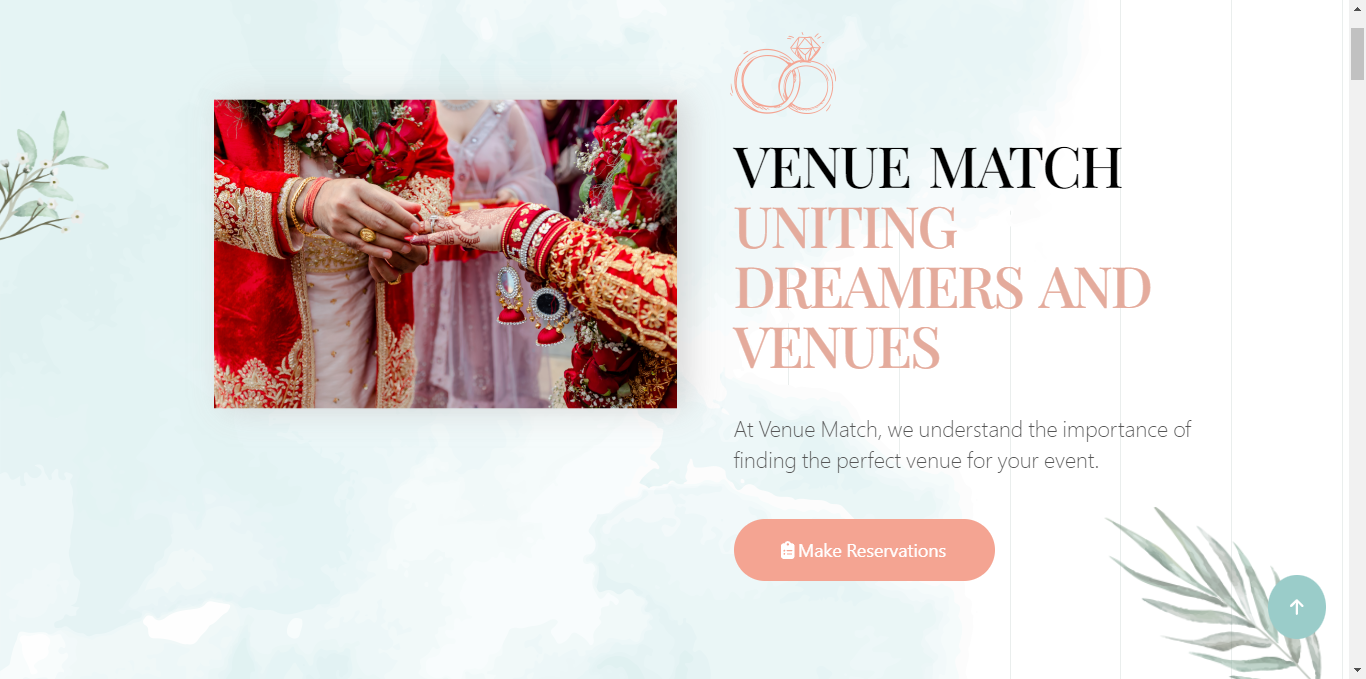 VENUE MATCH
UNITING
DREAMERS AND
VENUES
At Venue Match, we understand the importance of
finding the perfect venue for your event.
Make Reservations